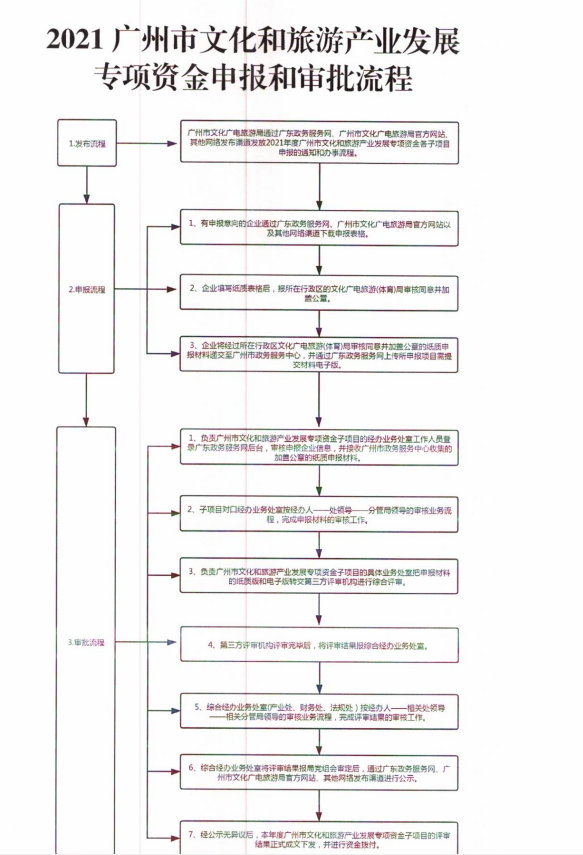 2021 广州市文化和旅游产业发展
专项资金申报和审批流程
1.发布流程
广州市文化广电旅游局通过广东政务服务网、广州市文化广电旅游局官方网站、
其他网络发布渠道发放2021年度广州市文化和旅游产业发展专项资金各子项目
申报的通知和办事流程。
2.申报流程
1、有申报意向的企业通过广东政务服务网、广州市文化广电旅游局官方网站以
及其他网络渠道下载申报表格。
2、企业填写纸质表格后，报所在行政区的文化广电旅游(体育)局审核同意并加
盖公章。
3、企业将经过所在行政区文化广电旅游(体育)局审核同意并加盖公章的纸质申
报材料递交至广州市政务服务中心，并通过广东政务服务网上传所申报项目需提
交材料电子版。
3.审批流程
1、负责广州市文化和旅游产业发展专项资金子项目的经办业务处室工作人员登
录广东政务服务网后台，审核申报企业信息，并接收广州市政务服务中心收集的
加盖公章的纸质申报材料。
2、子项目对口经办业务处室按经办人——处领导——分管局领导的审核业务流
程，完成申报材料的审核工作。
3、负责广州市文化和旅游产业发展专项资金子项目的具体业务处室把申报材料
的纸质版和电子版转交第三方评审机构进行综合评审。
4、第三方评审机构评审完毕后，将评审结果报综合经办业务处室。
5、综合经办业务处室(产业处、财务处、法规处）按经办人——相关处领导
——相关分管局领导的审核业务流程，完成评审结果的审核工作。
6、综合经办业务处室将评审结果报局党组会审定后，通过广东政务服务网、广
州市文化广电旅游局官方网站、其他网络发布渠道进行公示。
7、经公示无异议后，本年度广州市文化和旅游产业发展专项资金子项目的评审
结果正式成文下发，并进行资金拨付。